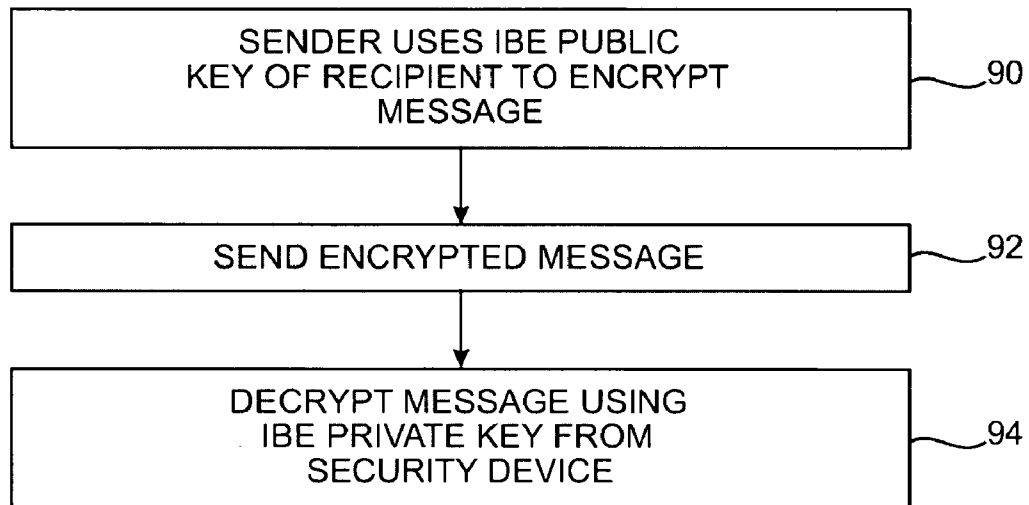 SENDER USES IBE PUBLIC
KEY OF RECIPIENT TO ENCRYPT
MESSAGE
90
SEND ENCRYPTED MESSAGE
92
DECRYPT MESSAGE USING
IBE PRIVATE KEY FROM
SECURITY DEVICE
94